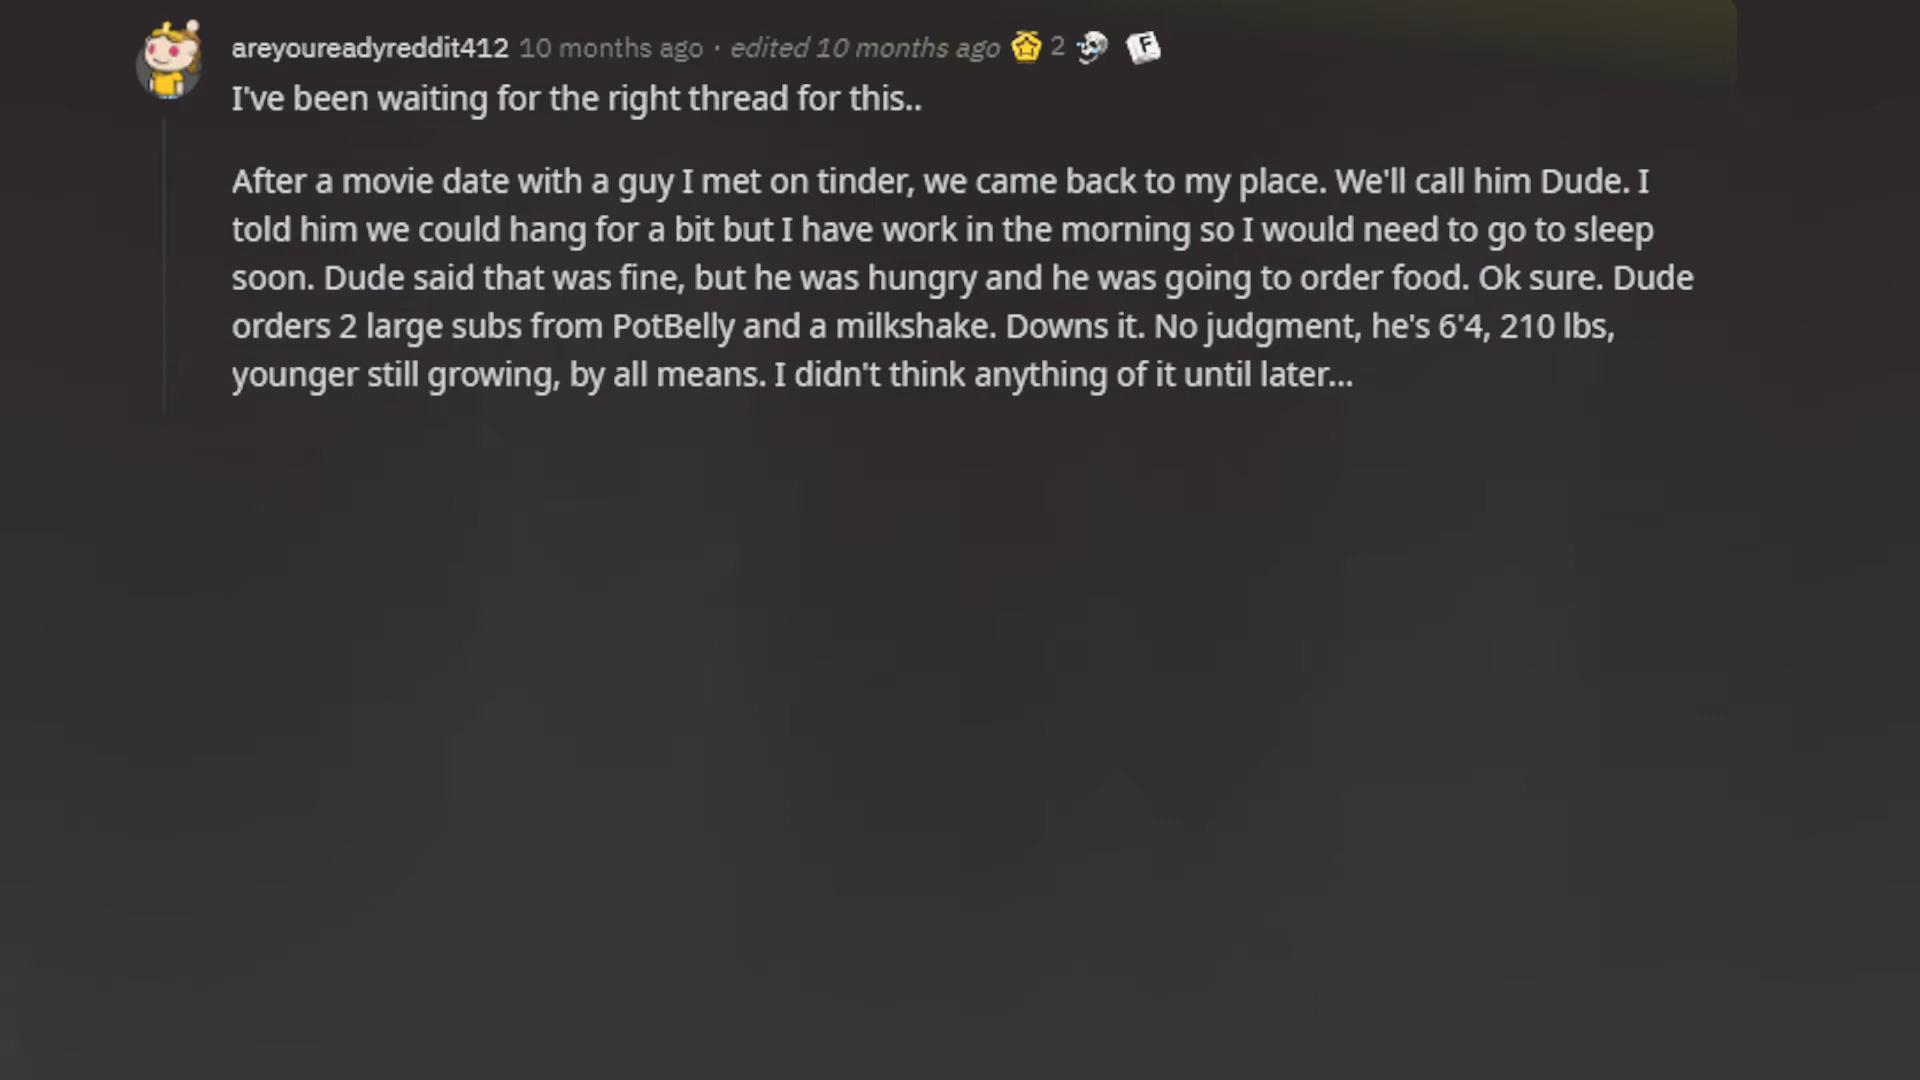 areyoureadyreddit412 10 months ago · edited 10 months ago 2 F
I've been waiting for the right thread for this..
After a movie date with a guy I met on tinder, we came back to my place. We'll call him Dude. I
told him we could hang for a bit but I have work in the morning so I would need to go to sleep
soon. Dude said that was fine, but he was hungry and he was going to order food. Ok sure. Dude
orders 2 large subs from PotBelly and a milkshake. Downs it. No judgment, he's 6'4, 210 lbs,
younger still growing, by all means. I didn't think anything of it until later...